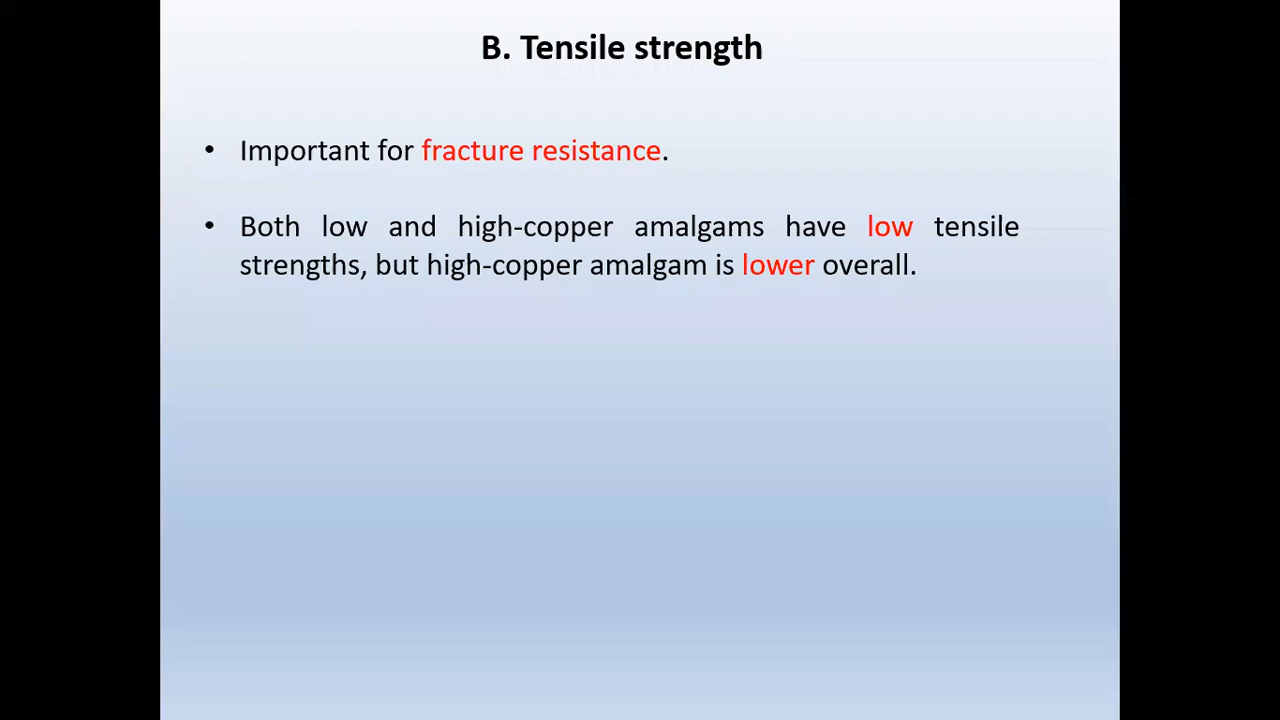 B. Tensile strength
• Important for fracture resistance.
• Both low and high-copper amalgams have low tensile
strengths, but high-copper amalgam is lower overall.